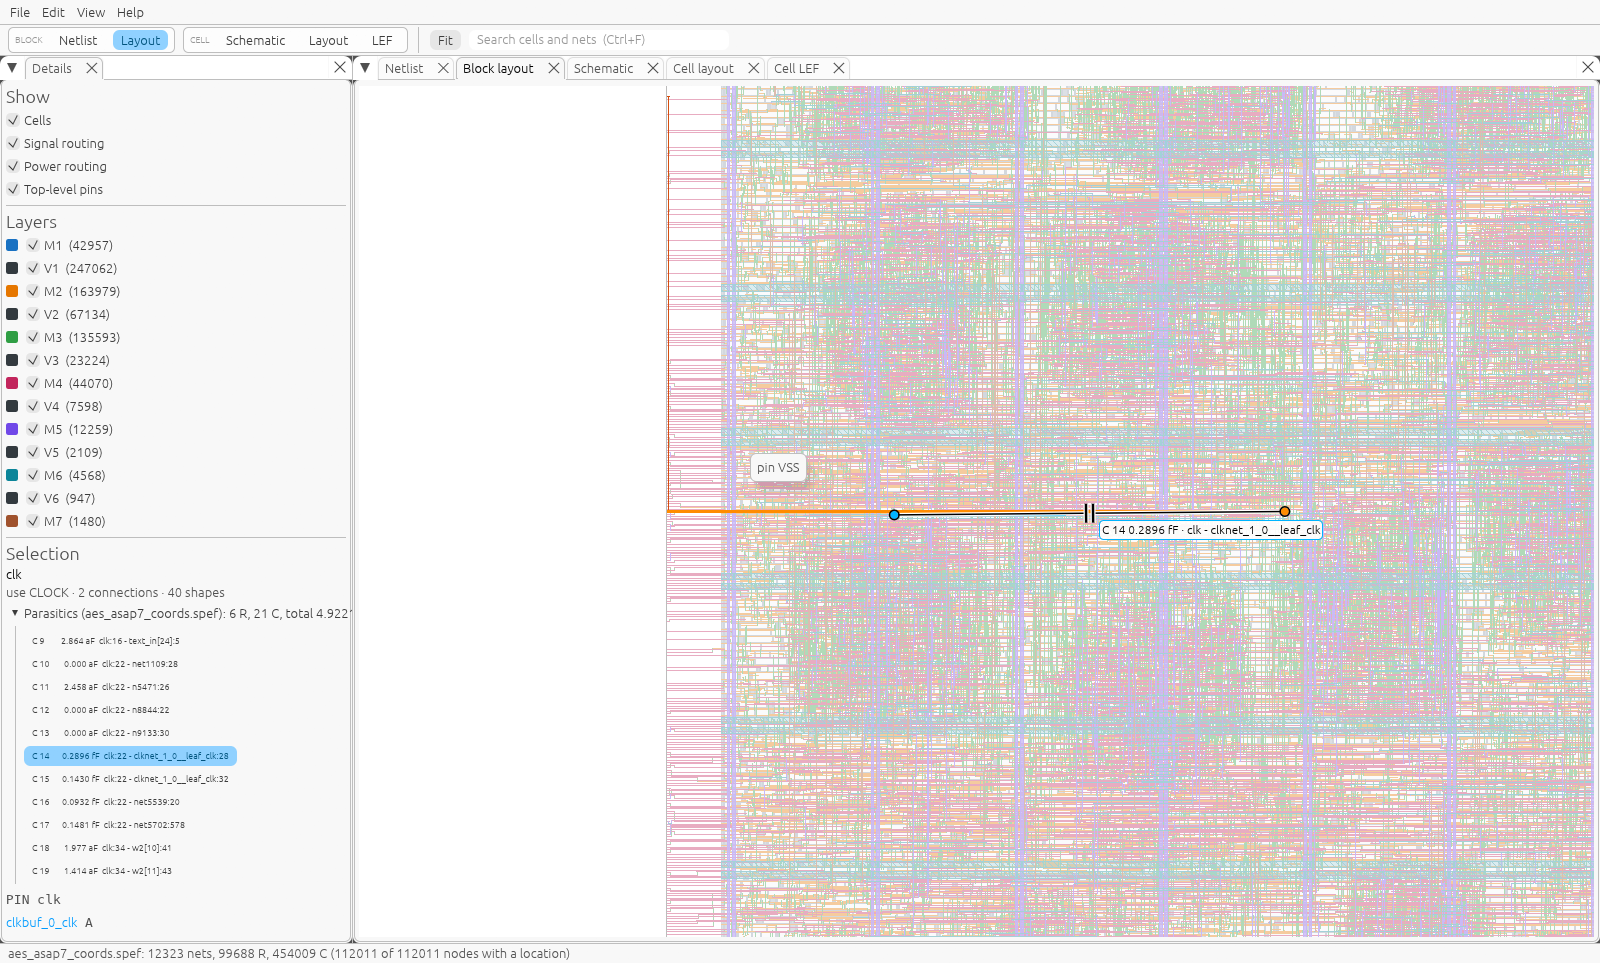 File Edit View Help
BLOCK Netlist Layout CELL Schematic Layout LEF Fit Search cells and nets (Ctrl+F)
Details
Netlist Block layout Schematic Cell layout Cell LEF
Show
Cells
Signal routing
Power routing
Top-level pins
Layers
M1 (42957)
V1 (247062)
M2 (163979)
V2 (67134)
M3 (135593)
V3 (23224)
M4 (44070)
V4 (7598)
M5 (12259)
V5 (2109)
M6 (4568)
V6 (947)
M7 (1480)
Selection
clk
use CLOCK · 2 connections · 40 shapes
Parasitics (aes_asap7_coords.spef): 6 R, 21 C, total 4.922
C 9 2.864 aF clk:16 - text_in[24]:5
C 10 0.000 aF clk:22 - net1109:28
C 11 2.458 aF clk:22 - n5471:26
C 12 0.000 aF clk:22 - n8844:22
C 13 0.000 aF clk:22 - n9133:30
C 14 0.2896 fF clk:22 - clknet_1_0__leaf_clk:28
C 15 0.1430 fF clk:22 - clknet_1_0__leaf_clk:32
C 16 0.0932 fF clk:22 - net5539:20
C 17 0.1481 fF clk:22 - net5702:578
C 18 1.977 aF clk:34 - w2[10]:41
C 19 1.414 aF clk:34 - w2[11]:43
PIN clk
clkbuf_0_clk A
pin VSS
C 14 0.2896 fF · clk - clknet_1_0__leaf_clk
aes_asap7_coords.spef: 12323 nets, 99688 R, 454009 C (112011 of 112011 nodes with a location)